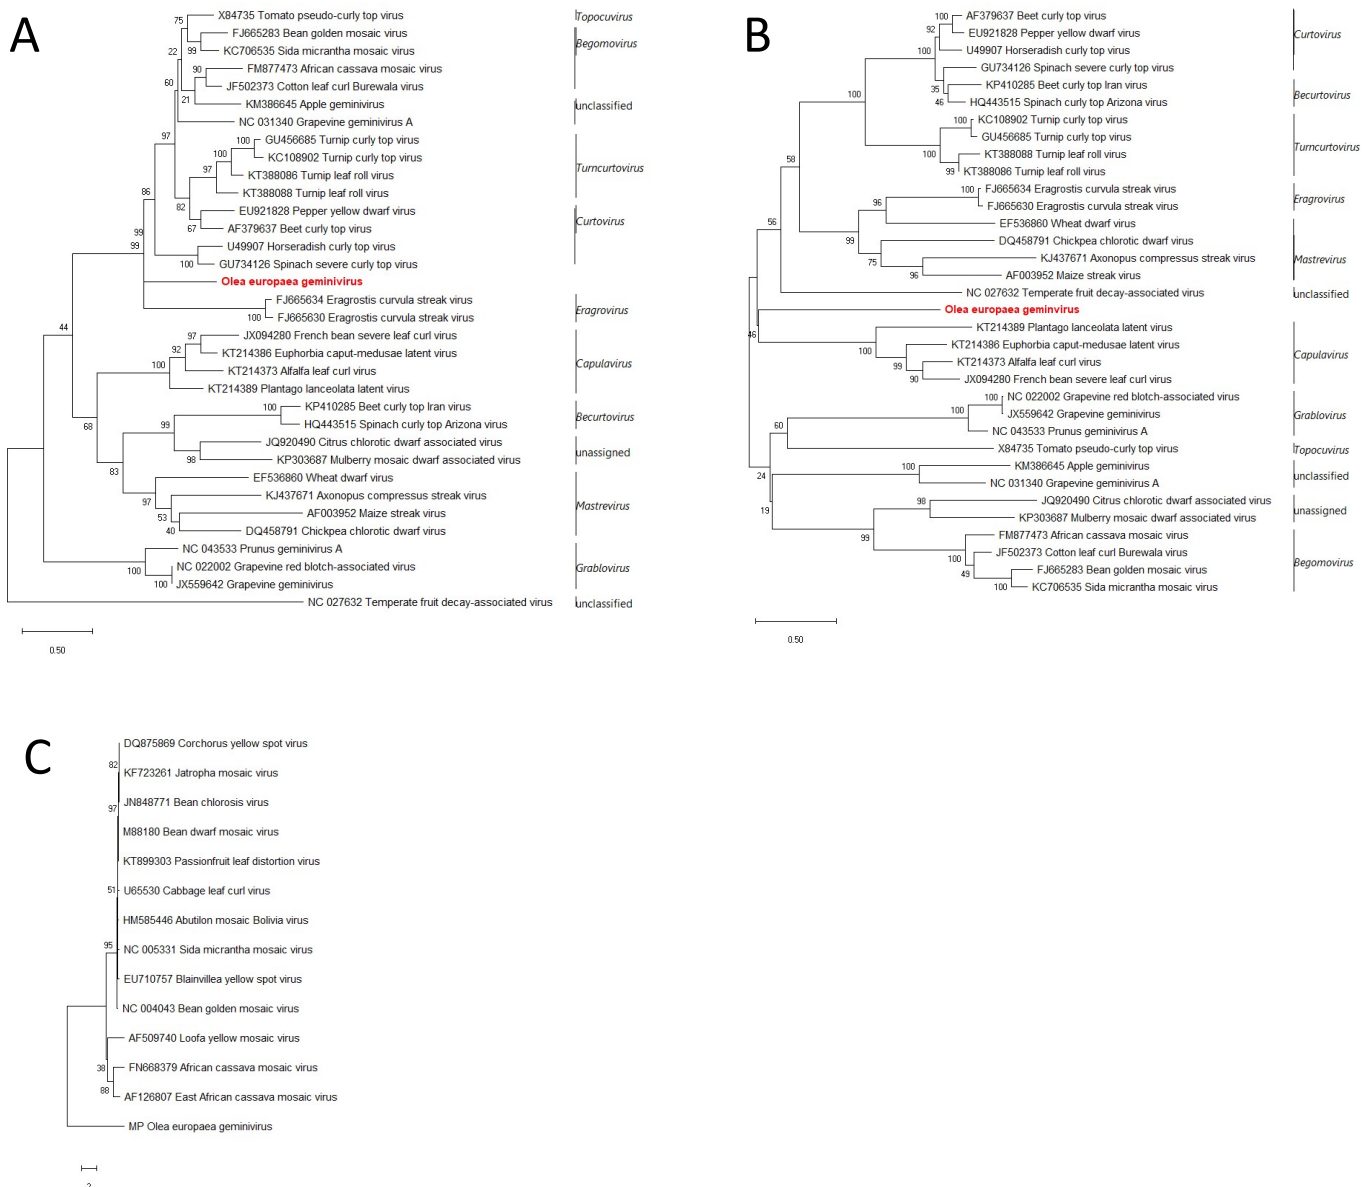 A
75
X84735 Tomato pseudo-curly top virus
Topocuvirus
FJ665283 Bean golden mosaic virus
Begomovirus
22
99
KC706535 Sida micrantha mosaic virus
90
FM877473 African cassava mosaic virus
60
JF502373 Cotton leaf curl Burewala virus
21
KM386645 Apple geminivirus
unclassified
NC 031340 Grapevine geminivirus A
97
100
GU456685 Turnip curly top virus
100
KC108902 Turnip curly top virus
97
KT388086 Turnip leaf roll virus
Turncurtovirus
86
KT388088 Turnip leaf roll virus
82
EU921828 Pepper yellow dwarf virus
Curtovirus
67
AF379637 Beet curly top virus
99
99
U49907 Horseradish curly top virus
100
GU734126 Spinach severe curly top virus
Olea europaea geminivirus
FJ665634 Eragrostis curvula streak virus
Eragrovirus
100
FJ665630 Eragrostis curvula streak virus
44
97
JX094280 French bean severe leaf curl virus
92
KT214386 Euphorbia caput-medusae latent virus
Capulavirus
100
KT214373 Alfalfa leaf curl virus
KT214389 Plantago lanceolata latent virus
100
KP410285 Beet curly top Iran virus
Becurtovirus
68
99
HQ443515 Spinach curly top Arizona virus
JQ920490 Citrus chlorotic dwarf associated virus
unassigned
98
KP303687 Mulberry mosaic dwarf associated virus
83
EF536860 Wheat dwarf virus
97
KJ437671 Axonopus compressus streak virus
Mastrevirus
53
AF003952 Maize streak virus
40
DQ458791 Chickpea chlorotic dwarf virus
NC 043533 Prunus geminivirus A
100
NC 022002 Grapevine red blotch-associated virus
Grablovirus
100
JX559642 Grapevine geminivirus
NC 027632 Temperate fruit decay-associated virus
unclassified
0.50
B
100
AF379637 Beet curly top virus
92
EU921828 Pepper yellow dwarf virus
Curtovirus
100
U49907 Horseradish curly top virus
GU734126 Spinach severe curly top virus
100
35
KP410285 Beet curly top Iran virus
Becurtovirus
46
HQ443515 Spinach curly top Arizona virus
100
KC108902 Turnip curly top virus
GU456685 Turnip curly top virus
Turncurtovirus
100
KT388088 Turnip leaf roll virus
58
99
KT388086 Turnip leaf roll virus
100
FJ665634 Eragrostis curvula streak virus
Eragrovirus
96
FJ665630 Eragrostis curvula streak virus
56
EF536860 Wheat dwarf virus
99
DQ458791 Chickpea chlorotic dwarf virus
75
KJ437671 Axonopus compressus streak virus
Mastrevirus
96
AF003952 Maize streak virus
NC 027632 Temperate fruit decay-associated virus
unclassified
Olea europaea geminvirus
46
KT214389 Plantago lanceolata latent virus
100
KT214386 Euphorbia caput-medusae latent virus
Capulavirus
99
KT214373 Alfalfa leaf curl virus
90
JX094280 French bean severe leaf curl virus
100
NC 022002 Grapevine red blotch-associated virus
100
JX559642 Grapevine geminivirus
Grablovirus
60
NC 043533 Prunus geminivirus A
X84735 Tomato pseudo-curly top virus
Topocuvirus
100
KM386645 Apple geminivirus
24
unclassified
NC 031340 Grapevine geminivirus A
98
JQ920490 Citrus chlorotic dwarf associated virus
19
unassigned
KP303687 Mulberry mosaic dwarf associated virus
99
FM877473 African cassava mosaic virus
100
JF502373 Cotton leaf curl Burewala virus
Begomovirus
49
FJ665283 Bean golden mosaic virus
100
KC706535 Sida micrantha mosaic virus
0.50
C
DQ875869 Corchorus yellow spot virus
82
KF723261 Jatropha mosaic virus
JN848771 Bean chlorosis virus
97
M88180 Bean dwarf mosaic virus
KT899303 Passionfruit leaf distortion virus
51
U65530 Cabbage leaf curl virus
HM585446 Abutilon mosaic Bolivia virus
95
NC 005331 Sida micrantha mosaic virus
EU710757 Blainvillea yellow spot virus
NC 004043 Bean golden mosaic virus
AF509740 Loofa yellow mosaic virus
38
FN668379 African cassava mosaic virus
88
AF126807 East African cassava mosaic virus
MP Olea europaea geminivirus
2